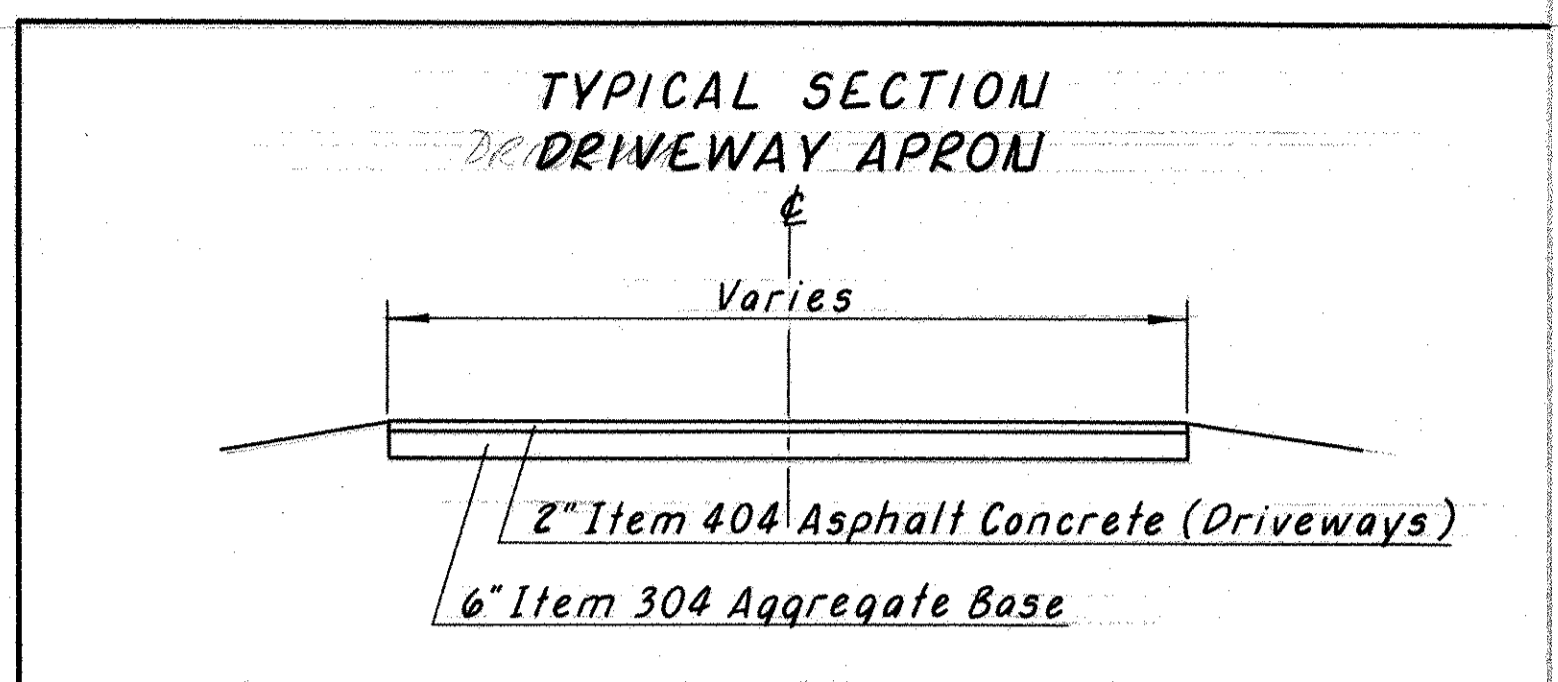 TYPICAL SECTION
DRIVEWAY APRON
℄
Varies
2" Item 404 Asphalt Concrete (Driveways)
6" Item 304 Aggregate Base